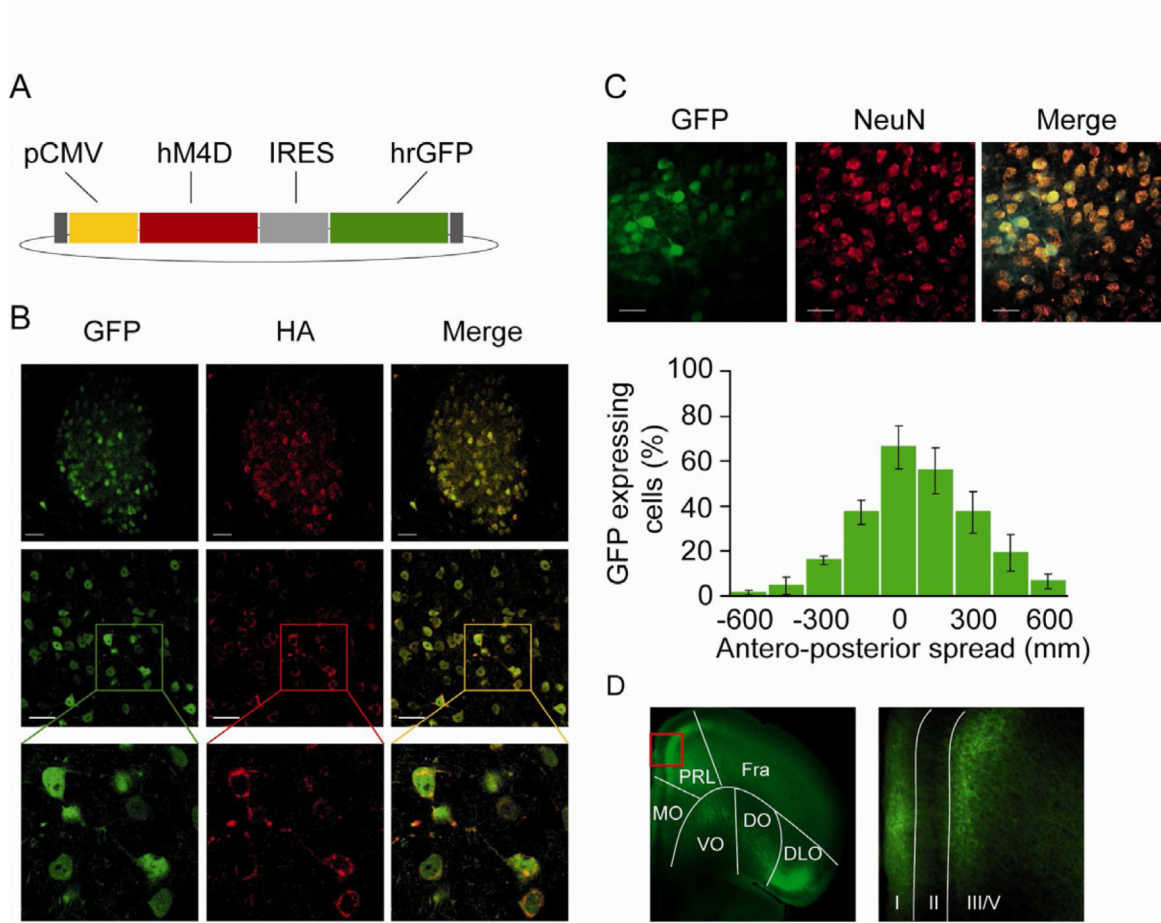 A
pCMV hM4D IRES hrGFP
B
GFP HA Merge
C
GFP NeuN Merge
GFP expressing
cells (%)
100
80
60
40
20
0
-600 -300 0 300 600
Antero-posterior spread (mm)
D
PRL Fra
MO VO DO DLO
I II III/V